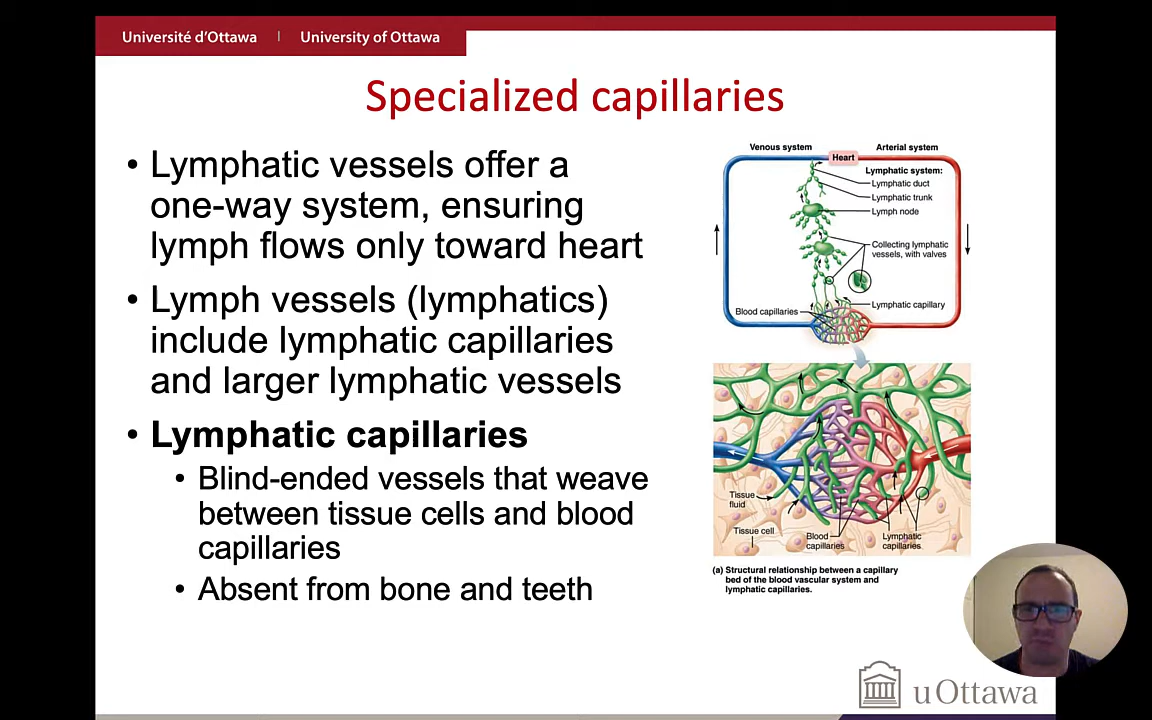 Université d'Ottawa | University of Ottawa
Specialized capillaries
• Lymphatic vessels offer a
one-way system, ensuring
lymph flows only toward heart
• Lymph vessels (lymphatics)
include lymphatic capillaries
and larger lymphatic vessels
• Lymphatic capillaries
• Blind-ended vessels that weave
between tissue cells and blood
capillaries
• Absent from bone and teeth
Venous system
Arterial system
Heart
Lymphatic system:
Lymphatic duct
Lymphatic trunk
Lymph node
Collecting lymphatic
vessels, with valves
Lymphatic capillary
Blood capillaries
Tissue
fluid
Tissue cell
Blood
capillaries
Lymphatic
capillaries
(a) Structural relationship between a capillary
bed of the blood vascular system and
lymphatic capillaries.
uOttawa